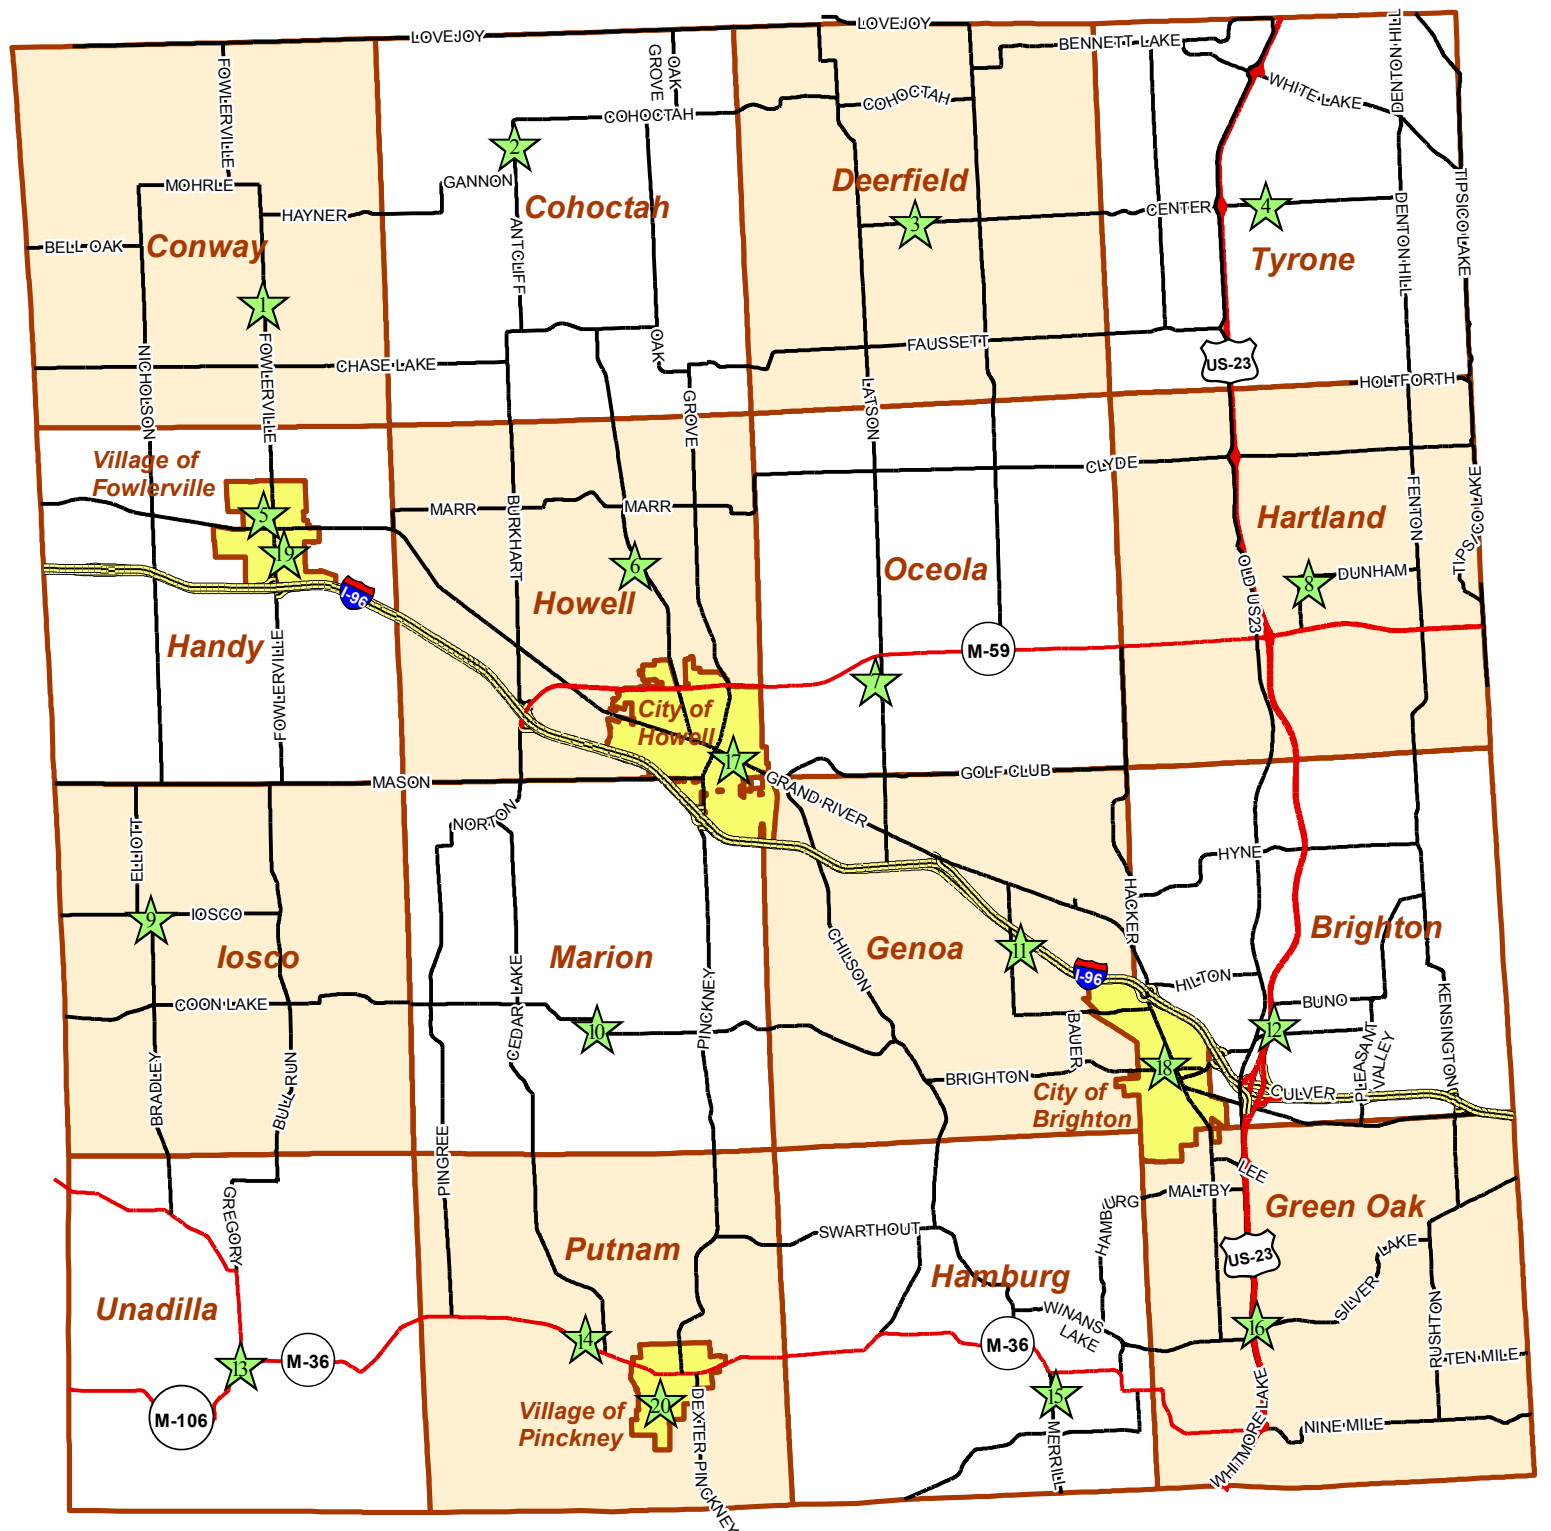 LOVEJOY
LOVEJOY
BENNETT LAKE
DENTON HILL
FOWLERVILLE
OAK
GROVE
WHITE LAKE
COHOCTAH
COHOCTAH
2
GANNON
MOHRLE
HAYNER
Cohoctah
Deerfield
3
CENTER
4
DENTON HILL
TIPSICO LAKE
BELL OAK
Conway
ANTCLIFF
Tyrone
1
FOWLERVILLE
NICHOLSON
CHASE LAKE
OAK
GROVE
FAUSSETT
LATSON
US-23
HOLTFORTH
Village of
Fowlerville
CLYDE
MARR
MARR
BURKHART
FENTON
TIPSICO LAKE
5
19
Hartland
6
Oceola
OLD US23
8
DUNHAM
I-96
Howell
Handy
FOWLERVILLE
M-59
7
City of
Howell
17
MASON
GOLF CLUB
GRAND RIVER
NORTON
ELLIOTT
HYNE
HACKER
9
IOSCO
Iosco
Marion
CEDAR LAKE
CHILSON
Genoa
11
Brighton
I-96
HILTON
COON LAKE
10
PINCKNEY
BAUER
BUNO
12
KENSINGTON
PLEASANT
VALLEY
BRADLEY
BULL RUN
BRIGHTON
18
City of
Brighton
CULVER
PINGREE
LEE
MALTBY
GREGORY
HAMBURG
Green Oak
SWARTHOUT
Putnam
US-23
LAKE
SILVER
Hamburg
Unadilla
WINANS
LAKE
RUSHTON
16
14
M-36
M-36
13
TEN MILE
M-106
15
20
Village of
Pinckney
DEXTER-PINCKNEY
MERRILL
WHITMORE LAKE
NINE MILE